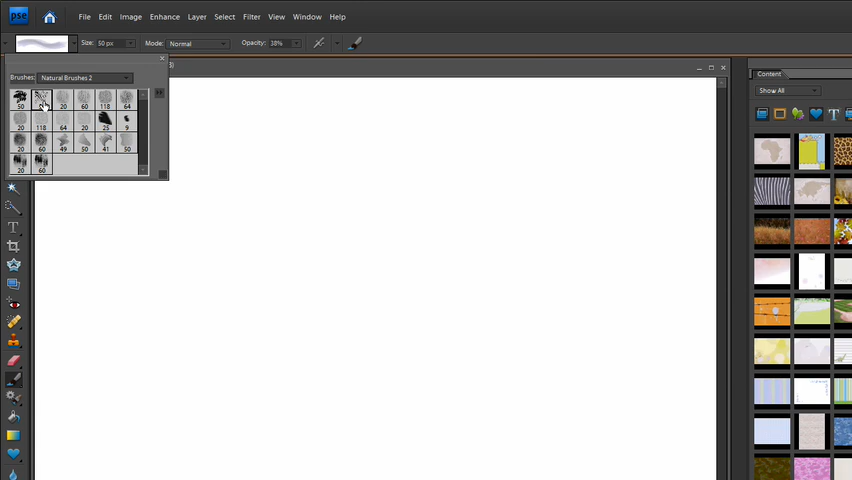 pse File Edit Image Enhance Layer Select Filter View Window Help
Size: 50 px Mode: Normal Opacity: 38%
Brushes: Natural Brushes 2
50 20 60 118 64
20 118 64 20 25 9
20 60 49 50 41 50
20 60
Content
Show All
T
T